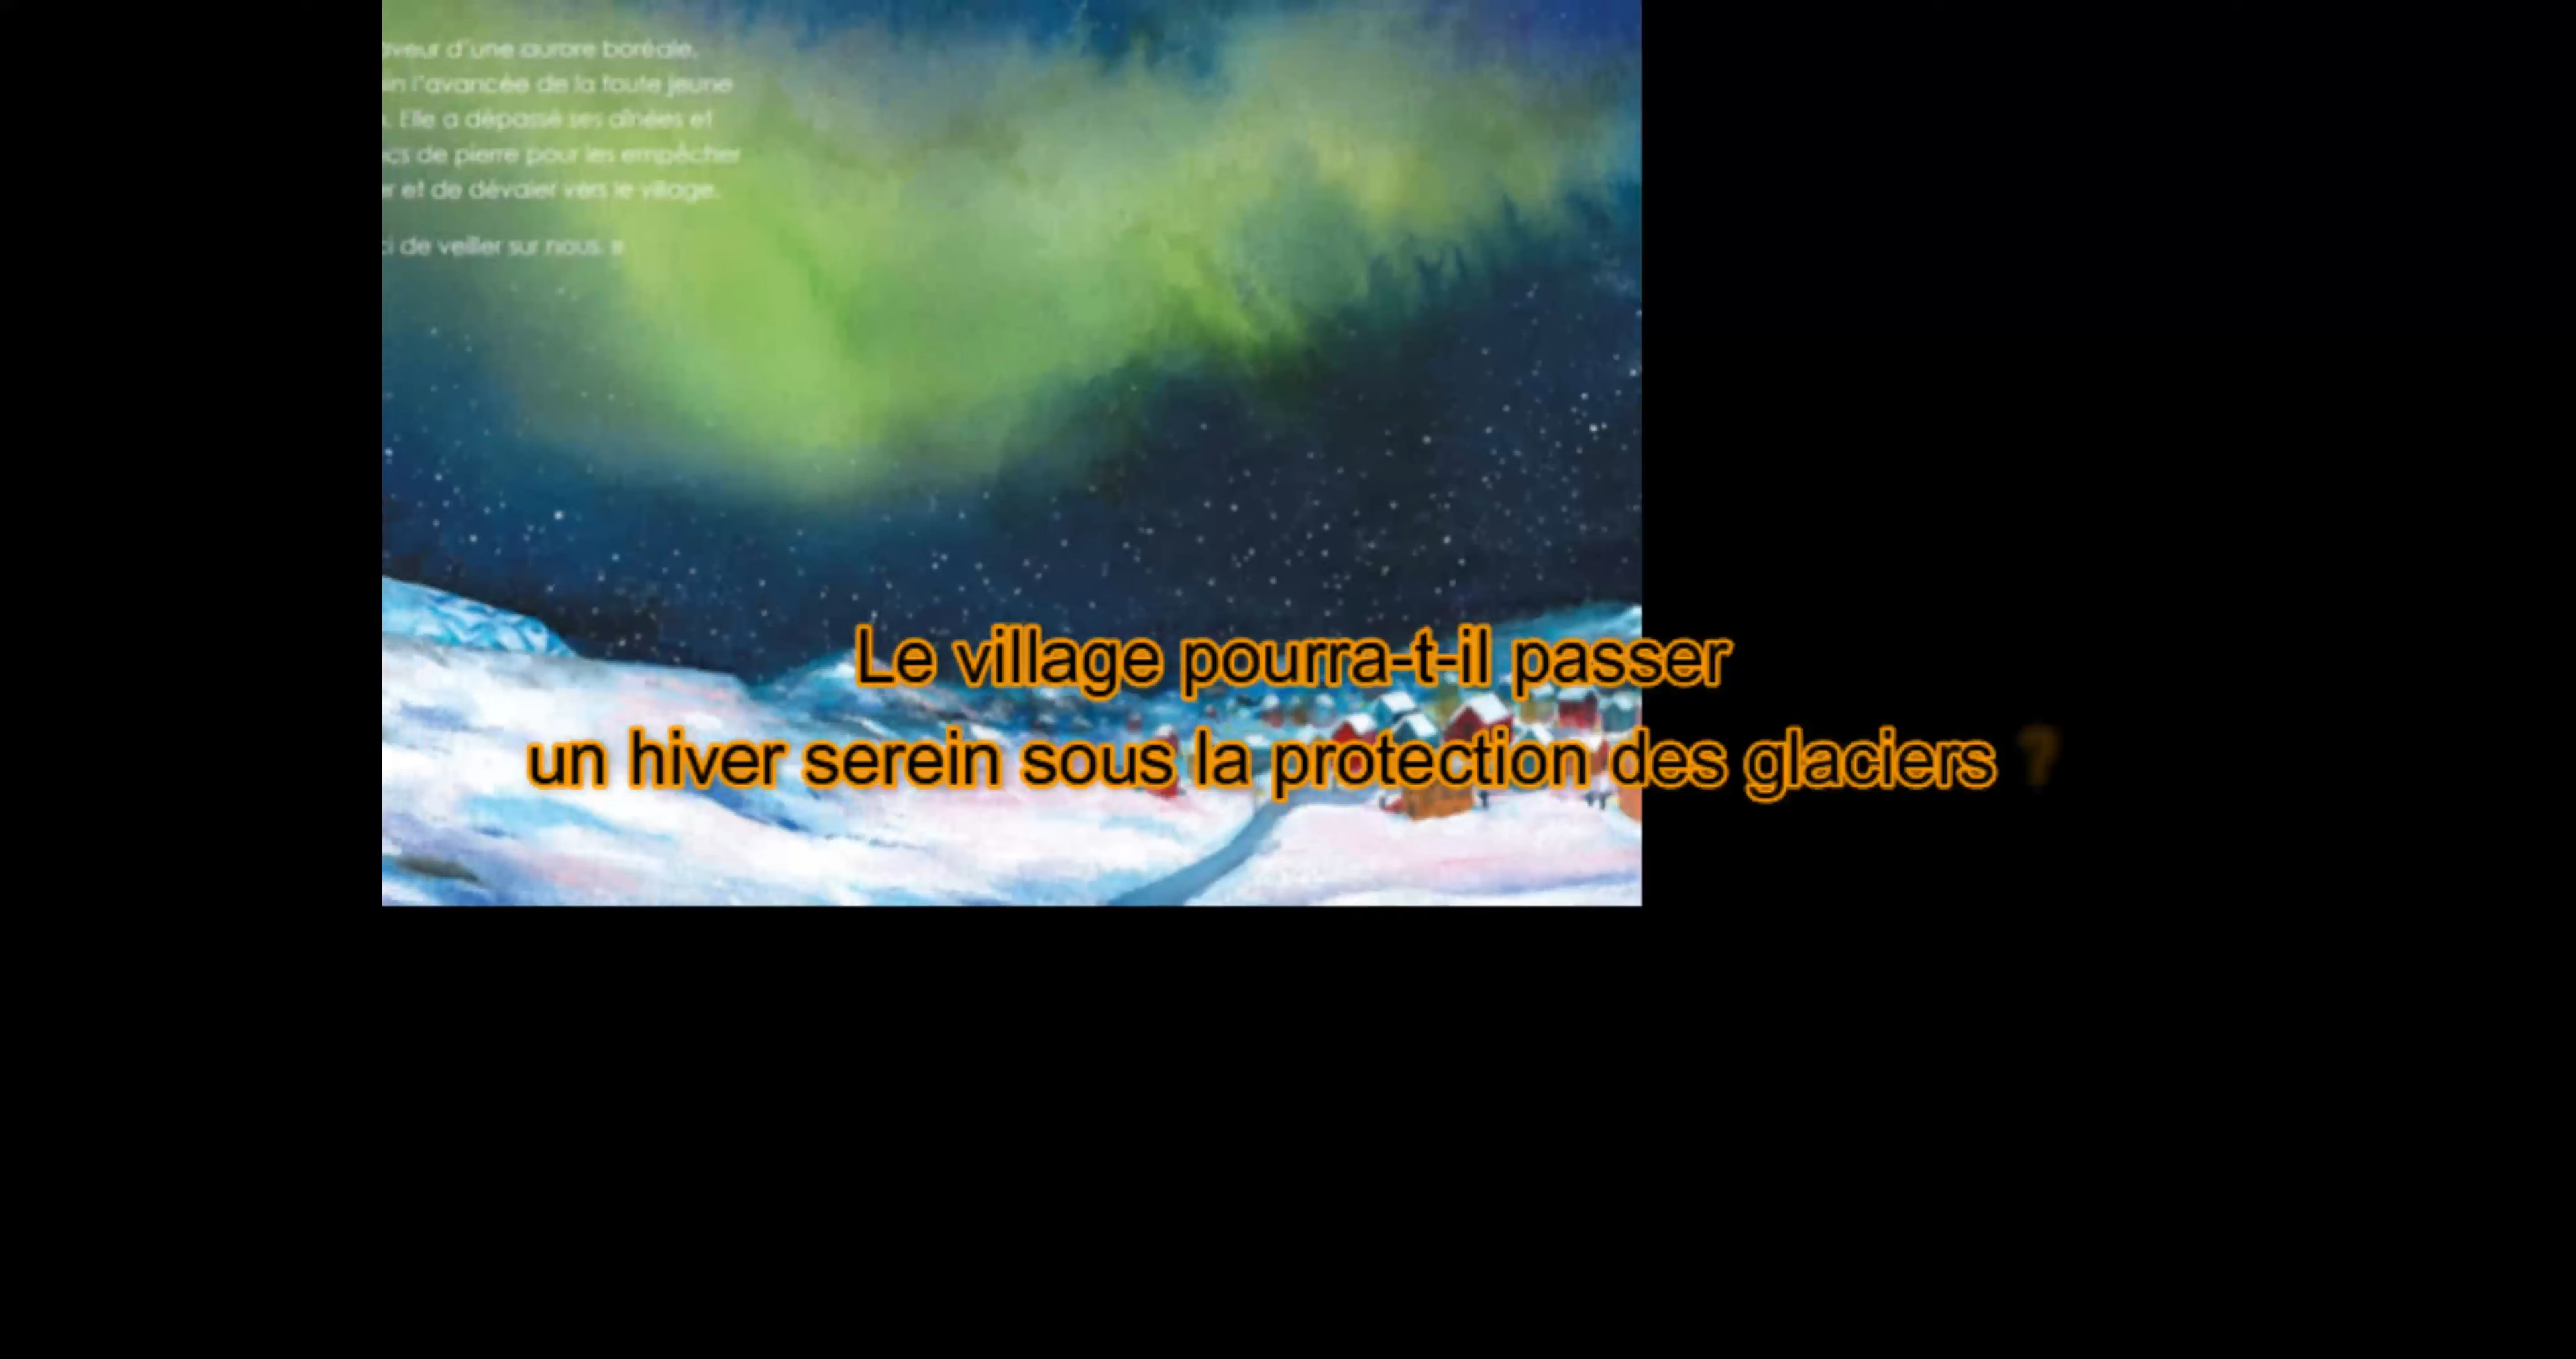 d'une aurore boréale,
l'avancée de la toute jeune
Elle a dépassé ses aînées et
de pierre pour les empêcher
et de dévaler vers le village.
de veiller sur nous. »
Le village pourra-t-il passer
un hiver serein sous la protection des glaciers ?